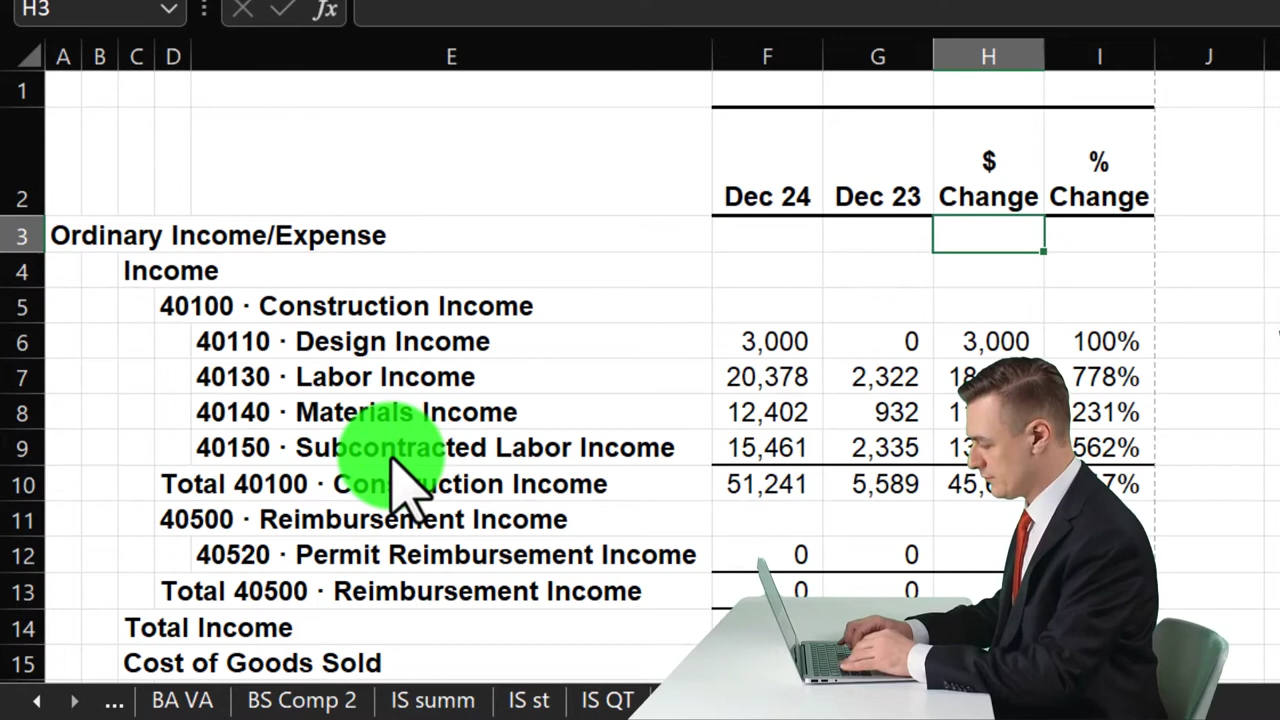 H3 fx
A B C D E F G H I J
1
$ %
2 Dec 24 Dec 23 Change Change
3 Ordinary Income/Expense
4 Income
5 40100 · Construction Income
6 40110 · Design Income 3,000 0 3,000 100%
7 40130 · Labor Income 20,378 2,322 778%
8 40140 · Materials Income 12,402 932
9 40150 · Subcontracted Labor Income 15,461 2,335
10 Total 40100 · Construction Income 51,241 5,589
11 40500 · Reimbursement Income
12 40520 · Permit Reimbursement Income 0 0
13 Total 40500 · Reimbursement Income 0 0
14 Total Income
15 Cost of Goods Sold
... BA VA BS Comp 2 IS summ IS st IS QT